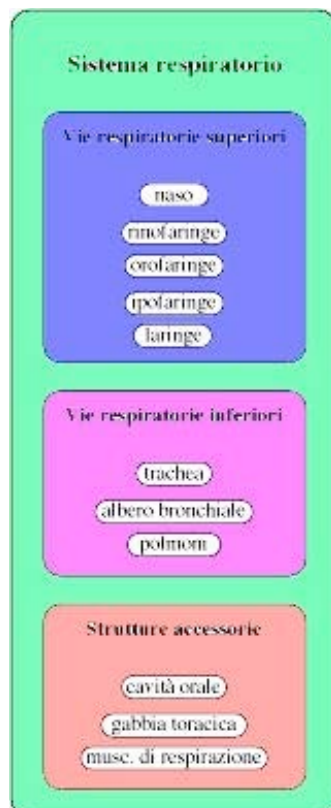 Sistema respiratorio
Vie respiratorie superiori
naso
rinofaringe
orofaringe
ipofaringe
laringe
Vie respiratorie inferiori
trachea
albero bronchiale
polmoni
Strutture accessorie
cavità orale
gabbia toracica
musc. di respirazione